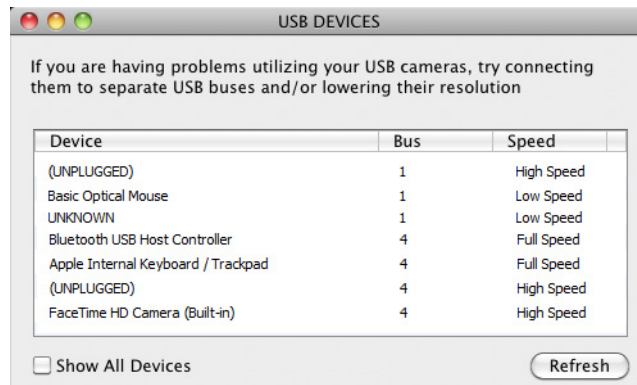 USB DEVICES
If you are having problems utilizing your USB cameras, try connecting
them to separate USB buses and/or lowering their resolution
Device Bus Speed
(UNPLUGGED) 1 High Speed
Basic Optical Mouse 1 Low Speed
UNKNOWN 1 Low Speed
Bluetooth USB Host Controller 4 Full Speed
Apple Internal Keyboard / Trackpad 4 Full Speed
(UNPLUGGED) 4 High Speed
FaceTime HD Camera (Built-in) 4 High Speed
Show All Devices Refresh